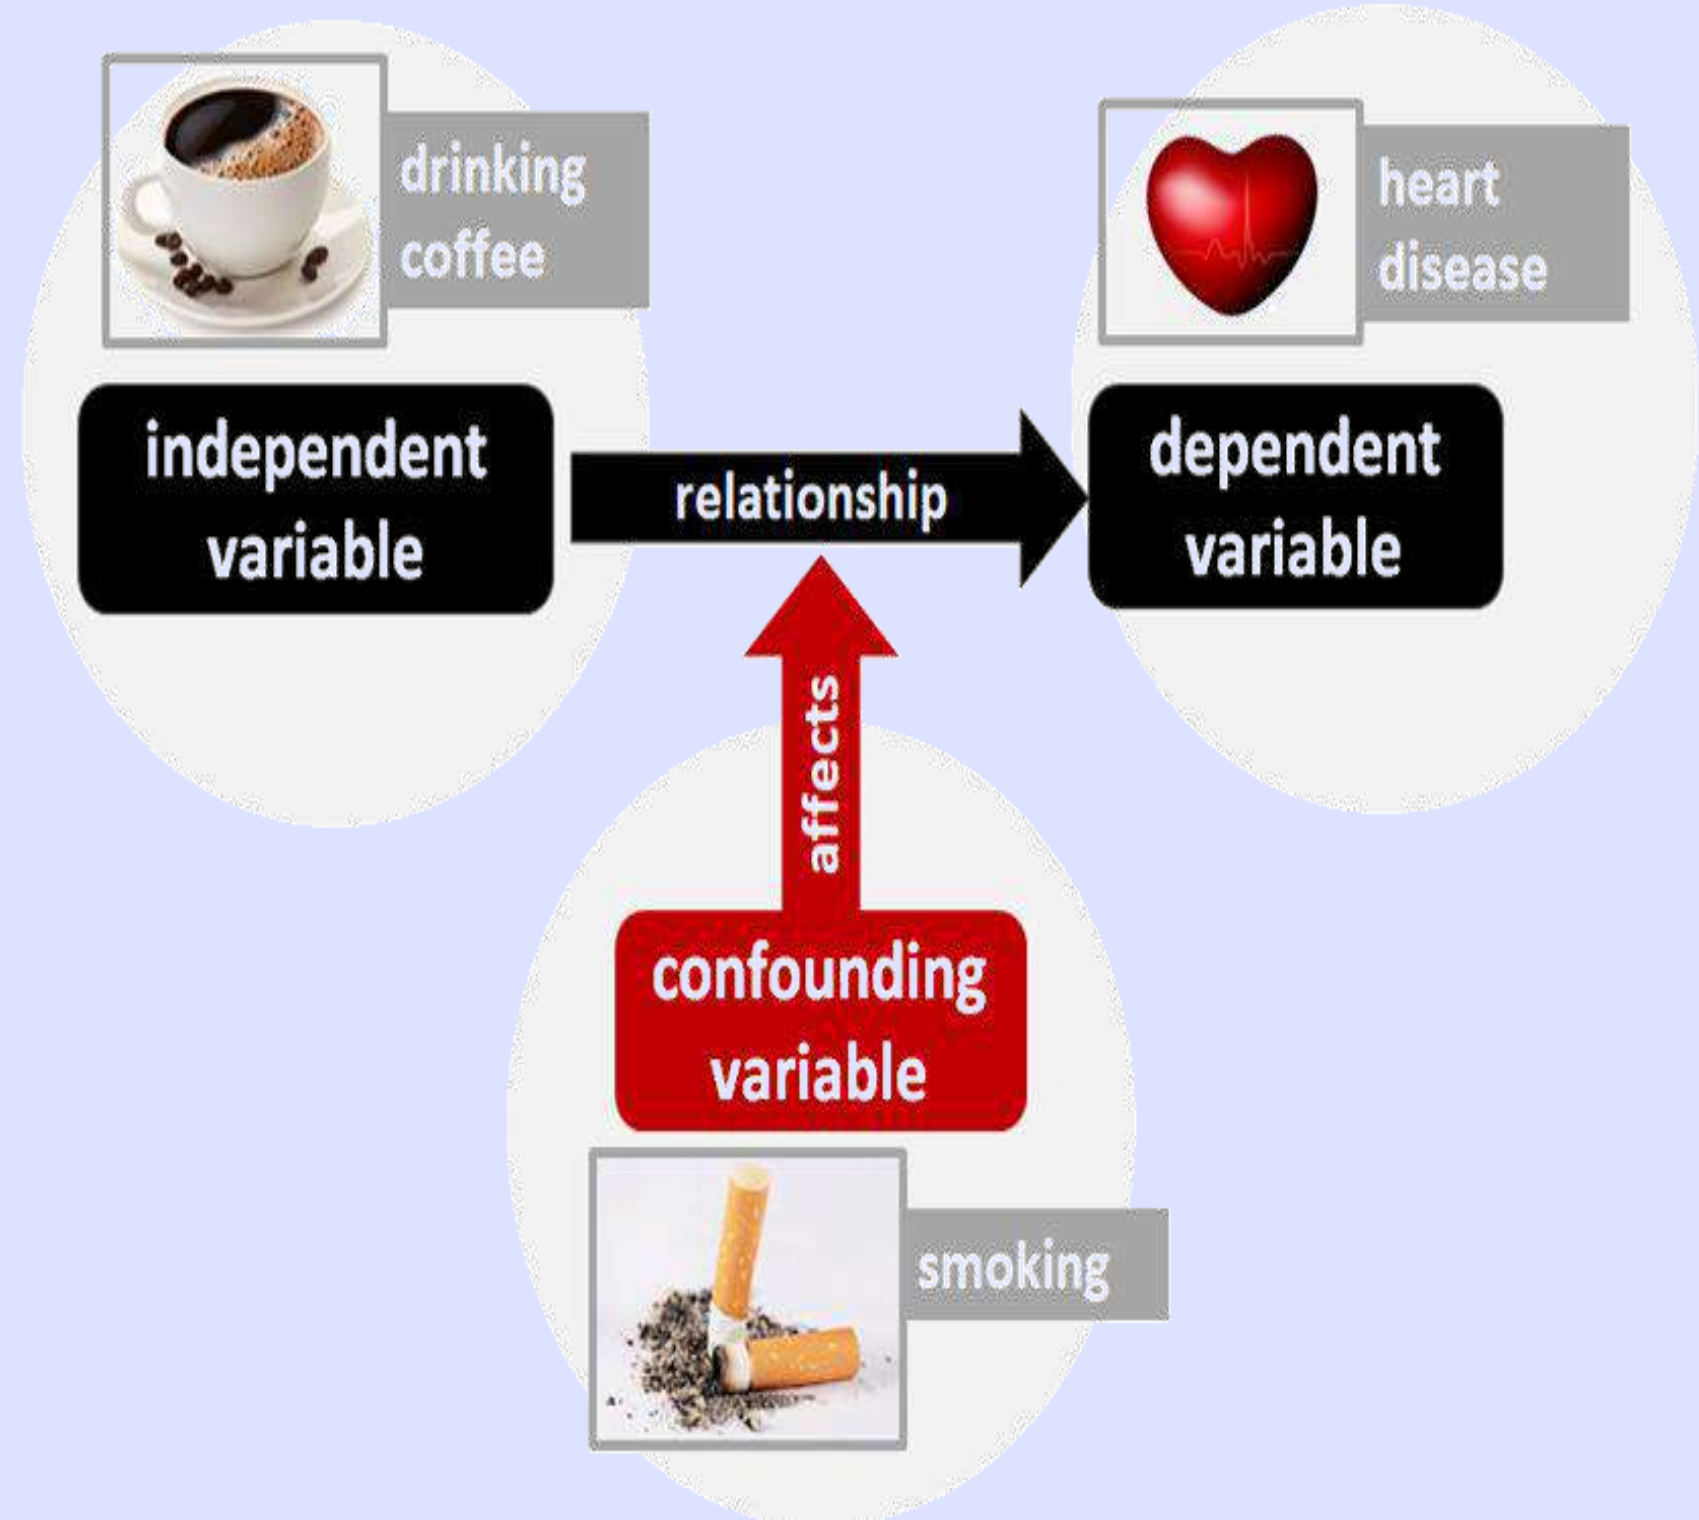 drinking
coffee
heart
disease
independent
variable
relationship
dependent
variable
affects
confounding
variable
smoking